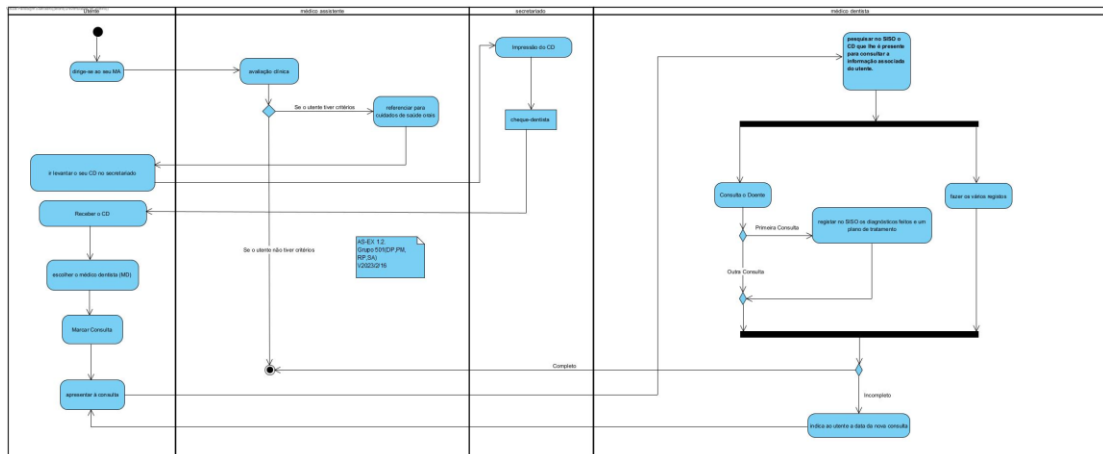 Utente
médico assistente
secretariado
médico dentista
dirige-se ao seu MA
avaliação clínica
Se o utente tiver critérios
referenciar para
cuidados de saúde orais
Impressão do CD
cheque-dentista
pesquisar no SISO o
CD que lhe é presente
para consultar a
informação associada
do utente.
ir levantar o seu CD no secretariado
Receber o CD
escolher o médico dentista (MD)
Marcar Consulta
apresentar à consulta
Se o utente não tiver critérios
AS-EX. 1.2.
Grupo 501(DP,PM,
RP,SA)
V2023/2/16
Consulta o Doente
fazer os vários registos
Primeira Consulta
registar no SISO os diagnósticos feitos e um
plano de tratamento
Outra Consulta
Completo
Incompleto
indica ao utente a data da nova consulta